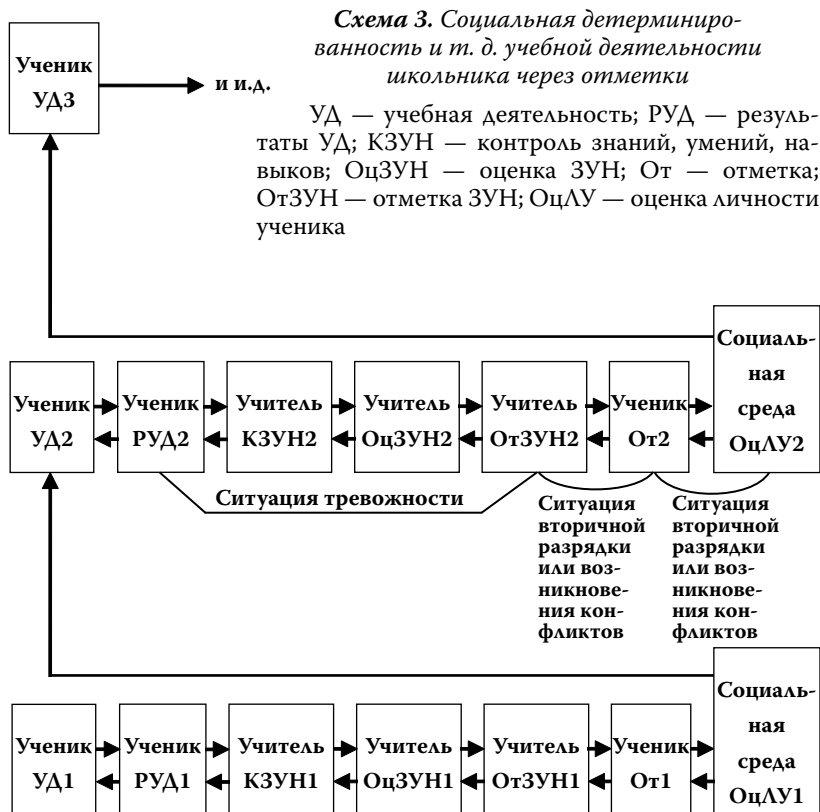 Схема 3. Социальная детерминиро-
ванность и т. д. учебной деятельности
школьника через отметки
Ученик
УД3
и и.д.
УД — учебная деятельность; РУД — резуль-
таты УД; КЗУН — контроль знаний, умений, на-
выков; ОцЗУН — оценка ЗУН; От — отметка;
ОтЗУН — отметка ЗУН; ОцЛУ — оценка личности
ученика
Ученик
УД2
Ученик
РУД2
Учитель
КЗУН2
Учитель
ОцЗУН2
Учитель
ОтЗУН2
Ученик
От2
Социаль-
ная
среда
ОцЛУ2
Ситуация тревожности
Ситуация
вторичной
разрядки
или воз-
никнове-
ния кон-
фликтов
Ситуация
вторичной
разрядки
или воз-
никнове-
ния кон-
фликтов
Ученик
УД1
Ученик
РУД1
Учитель
КЗУН1
Учитель
ОцЗУН1
Учитель
ОтЗУН1
Ученик
От1
Социаль-
ная
среда
ОцЛУ1